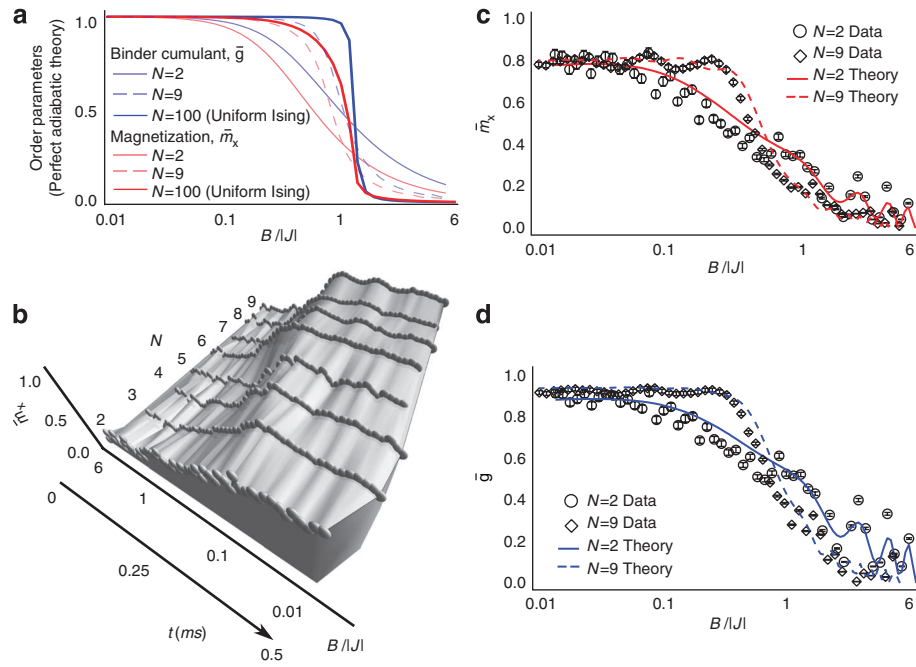 a
Order parameters
(Perfect adiabatic theory)
1.0
0.5
0.0
Binder cumulant, ḡ
N=2
N=9
N=100 (Uniform Ising)
Magnetization, m̄x
N=2
N=9
N=100 (Uniform Ising)
0.01
0.1
1
6
B/|J|
b
N
9
8
7
6
5
4
3
2
1.0
0.5
0.0
6
1
0.1
0.01
B/|J|
0
0.25
0.5
t (ms)
c
m̄x
1.0
0.8
0.6
0.4
0.2
0.0
N=2 Data
N=9 Data
N=2 Theory
N=9 Theory
0.01
0.1
1
6
B/|J|
d
ḡ
1.0
0.8
0.6
0.4
0.2
0.0
N=2 Data
N=9 Data
N=2 Theory
N=9 Theory
0.01
0.1
1
6
B/|J|